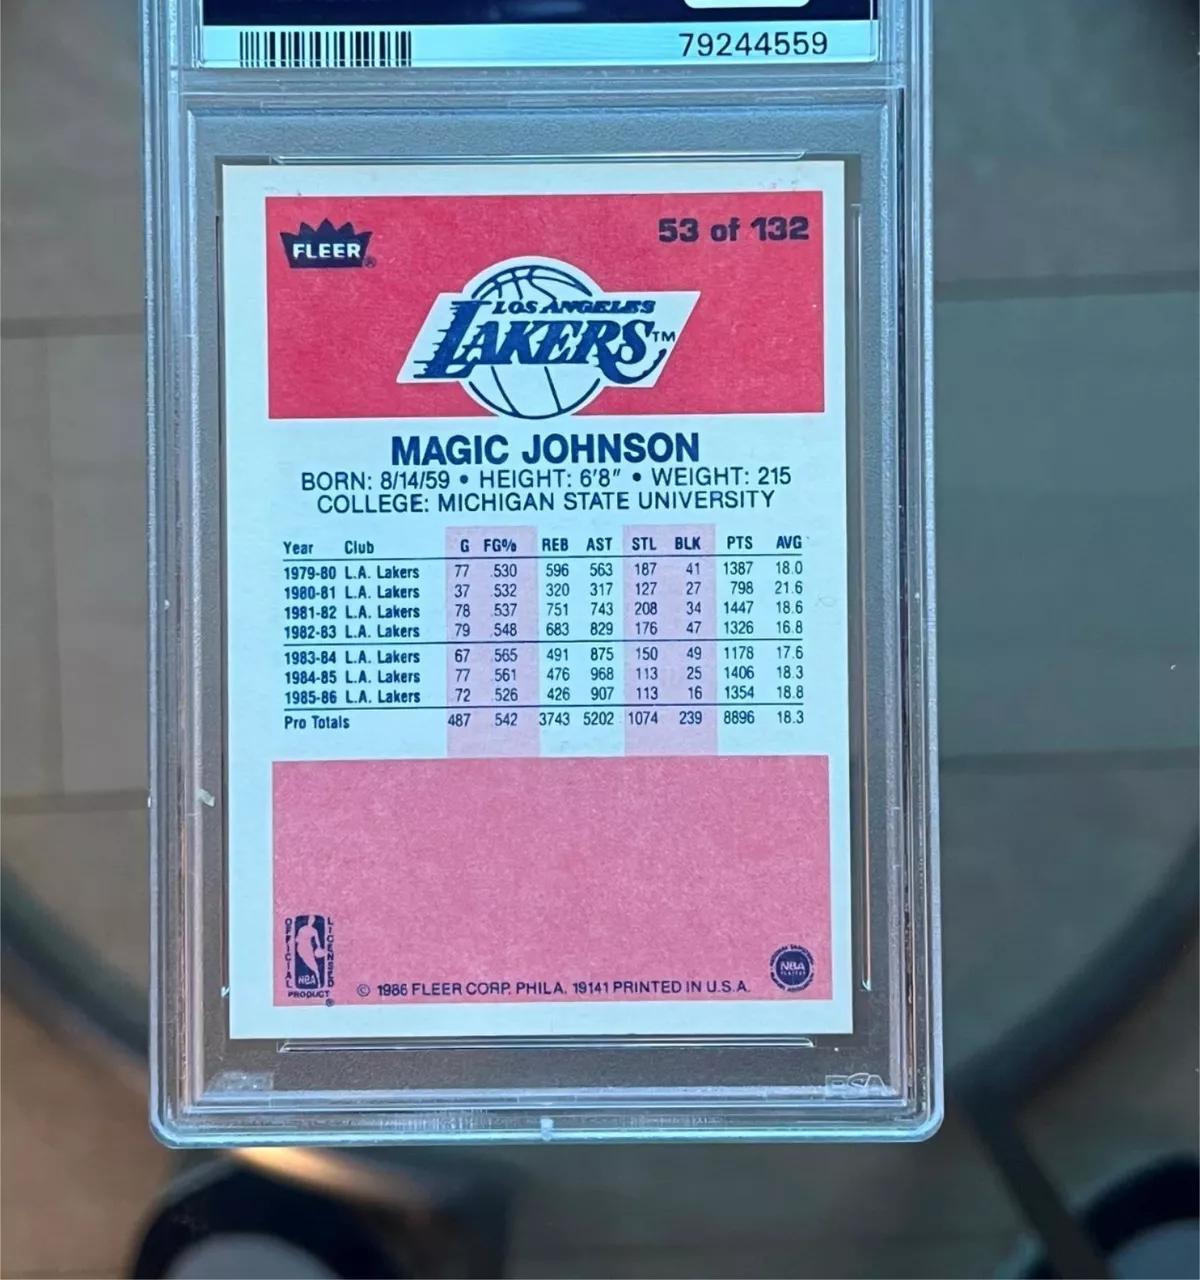 79244559
FLEER®
53 of 132
LOS ANGELES
LAKERS™
MAGIC JOHNSON
BORN: 8/14/59 • HEIGHT: 6'8" • WEIGHT: 215
COLLEGE: MICHIGAN STATE UNIVERSITY
Year Club G FG% REB AST STL BLK PTS AVG
1979-80 L.A. Lakers 77 .530 596 563 187 41 1387 18.0
1980-81 L.A. Lakers 37 .532 320 317 127 27 798 21.6
1981-82 L.A. Lakers 78 .537 751 743 208 34 1447 18.6
1982-83 L.A. Lakers 79 .548 683 829 176 47 1326 16.8
1983-84 L.A. Lakers 67 .565 491 875 150 49 1178 17.6
1984-85 L.A. Lakers 77 .561 476 968 113 25 1406 18.3
1985-86 L.A. Lakers 72 .526 426 907 113 16 1354 18.8
Pro Totals 487 .542 3743 5202 1074 239 8896 18.3
OFFICIAL LICENSED
NBA
PRODUCT ®
© 1986 FLEER CORP. PHILA. 19141 PRINTED IN U.S.A.
NBA
PLAYERS
PSA